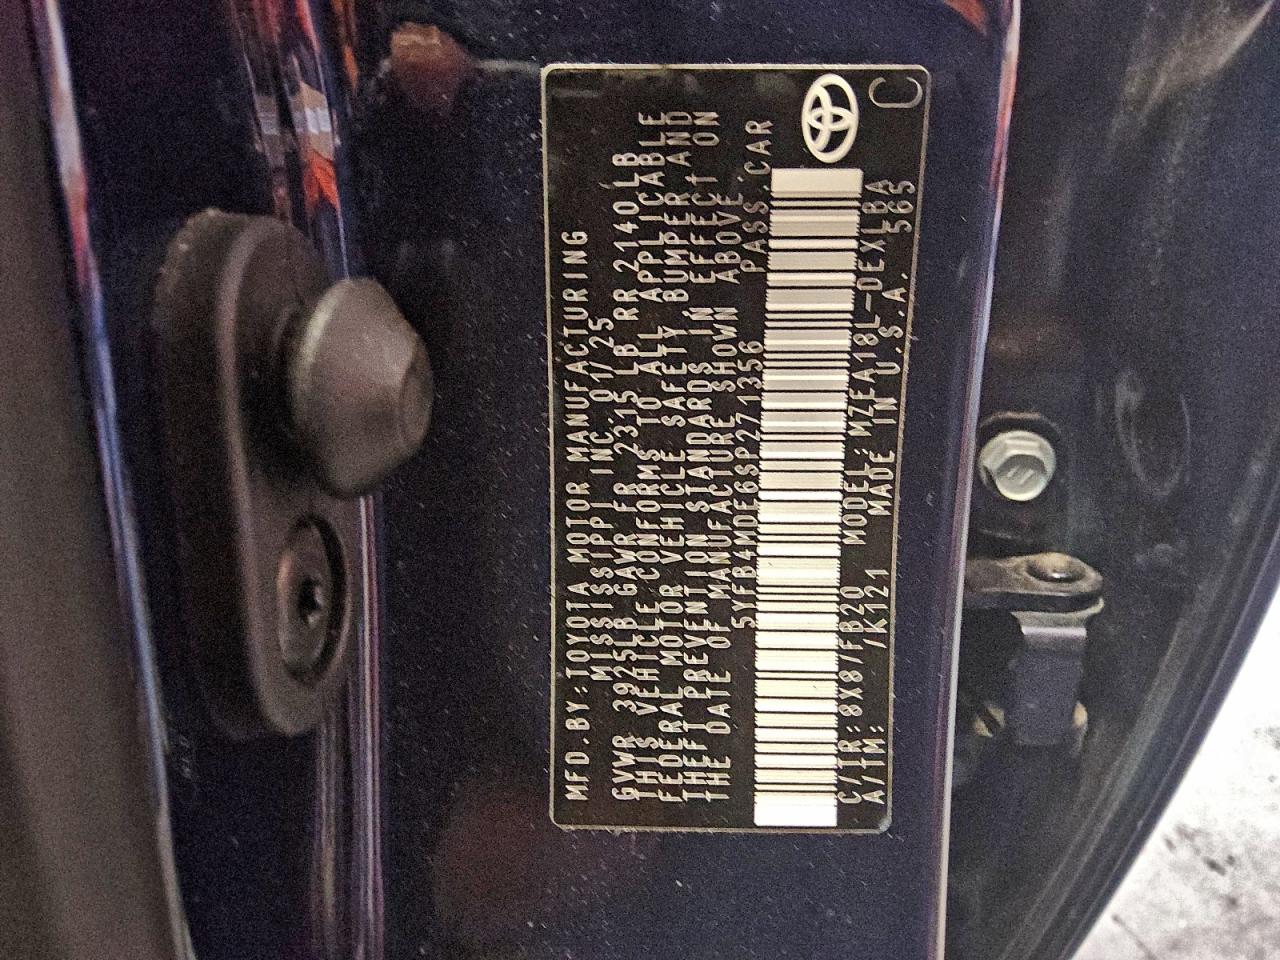 MFD. BY: TOYOTA MOTOR MANUFACTURING
MISSISSIPPI INC. 01/25
GVWR 3925LB GAWR FR 2315 LB RR 2140LB
THIS VEHICLE CONFORMS TO ALL APPLICABLE
FEDERAL MOTOR VEHICLE SAFETY, BUMPER AND
THEFT PREVENTION STANDARDS IN EFFECT ON
THE DATE OF MANUFACTURE SHOWN ABOVE.
5YFB4MDE6SP271356 PASS. CAR
C/TR: 8X8/FB20 MODEL: MZEA18L-DEXLBA
A/TM: /K121 MADE IN U.S.A. 565
C